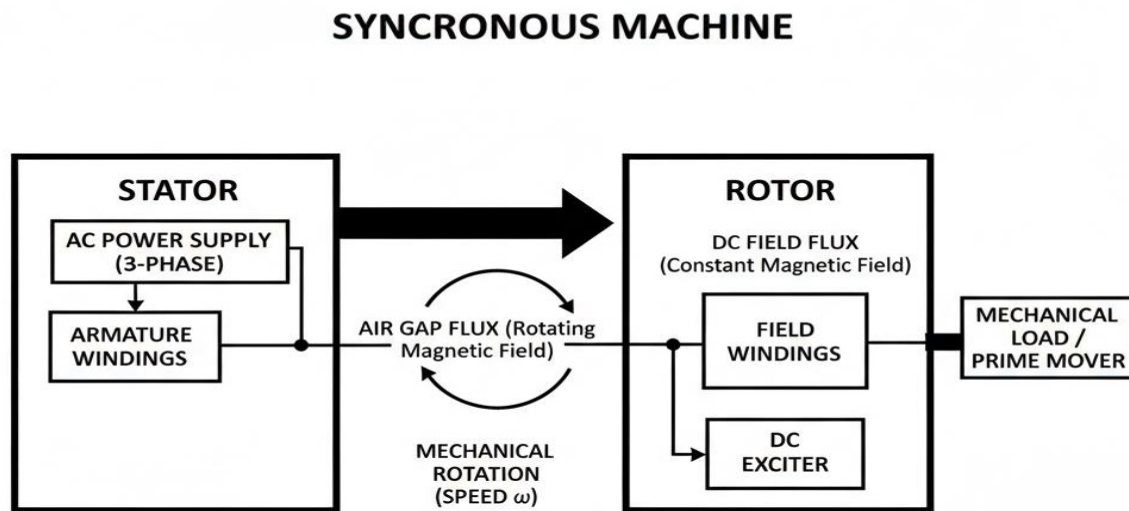 SYNCRONOUS MACHINE
STATOR
AC POWER SUPPLY
(3-PHASE)
ARMATURE
WINDINGS
AIR GAP FLUX (Rotating
Magnetic Field)
MECHANICAL
ROTATION
(SPEED ω)
ROTOR
DC FIELD FLUX
(Constant Magnetic Field)
FIELD
WINDINGS
DC
EXCITER
MECHANICAL
LOAD /
PRIME MOVER